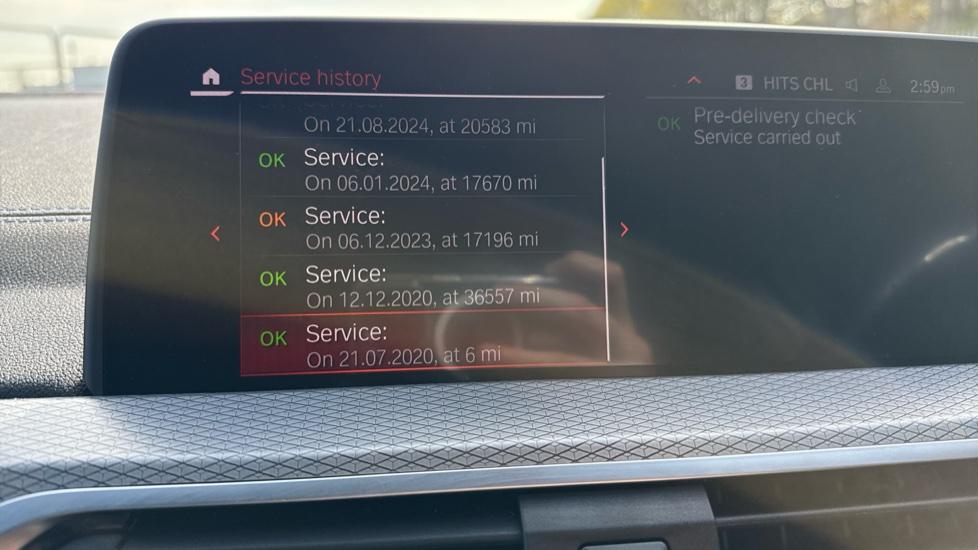 Service history
3 HITS CHL 2:59pm
OK Service:
On 21.08.2024, at 20583 mi
OK Service:
On 06.01.2024, at 17670 mi
OK Service:
On 06.12.2023, at 17196 mi
OK Service:
On 12.12.2020, at 36557 mi
OK Service:
On 21.07.2020, at 6 mi
OK Pre-delivery check
Service carried out